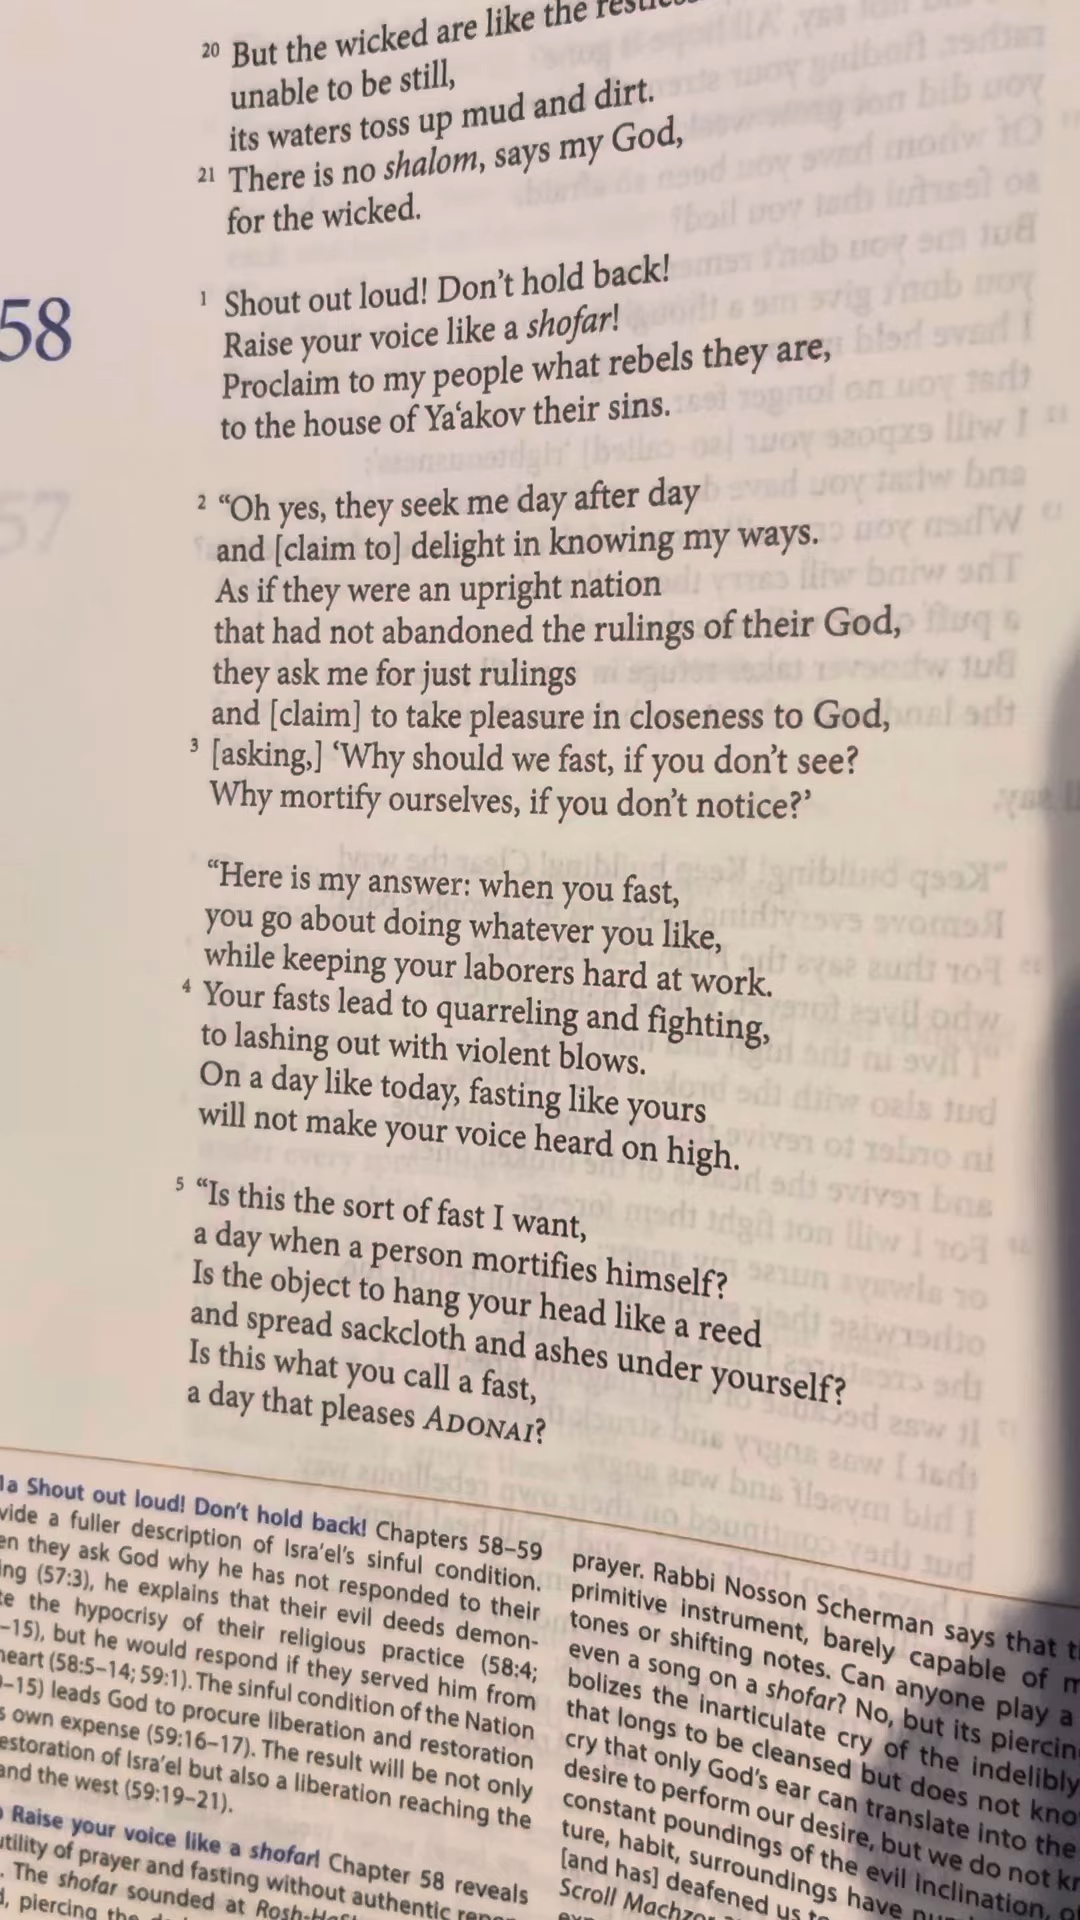 20 But the wicked are like the
unable to be still,
its waters toss up mud and dirt.
21 There is no shalom, says my God,
for the wicked.
58
1 Shout out loud! Don't hold back!
Raise your voice like a shofar!
Proclaim to my people what rebels they are,
to the house of Ya‘akov their sins.
2 “Oh yes, they seek me day after day
and [claim to] delight in knowing my ways.
As if they were an upright nation
that had not abandoned the rulings of their God,
they ask me for just rulings
and [claim] to take pleasure in closeness to God,
3 [asking,] ‘Why should we fast, if you don’t see?
Why mortify ourselves, if you don’t notice?’
“Here is my answer: when you fast,
you go about doing whatever you like,
while keeping your laborers hard at work.
4 Your fasts lead to quarreling and fighting,
to lashing out with violent blows.
On a day like today, fasting like yours
will not make your voice heard on high.
5 “Is this the sort of fast I want,
a day when a person mortifies himself?
Is the object to hang your head like a reed
and spread sackcloth and ashes under yourself?
Is this what you call a fast,
a day that pleases ADONAI?
1a Shout out loud! Don’t hold back! Chapters 58–59
vide a fuller description of Isra’el’s sinful condition.
en they ask God why he has not responded to their
ing (57:3), he explains that their evil deeds demon-
te the hypocrisy of their religious practice (58:4;
–15), but he would respond if they served him from
heart (58:5–14; 59:1). The sinful condition of the Nation
–15) leads God to procure liberation and restoration
s own expense (59:16–17). The result will be not only
estoration of Isra’el but also a liberation reaching the
and the west (59:19–21).
Raise your voice like a shofar! Chapter 58 reveals
utility of prayer and fasting without authentic
. The shofar sounded at
, piercing the
prayer. Rabbi Nosson Scherman says that
primitive instrument, barely capable of
tones or shifting notes. Can anyone play a
even a song on a shofar? No, but its
bolizes the inarticulate cry of the indelibly
that longs to be cleansed but does not
cry that only God’s ear can translate into the
desire to perform our desire, but we do not
constant poundings of the evil inclination,
ture, habit, surroundings have
[and has] deafened us
Scroll